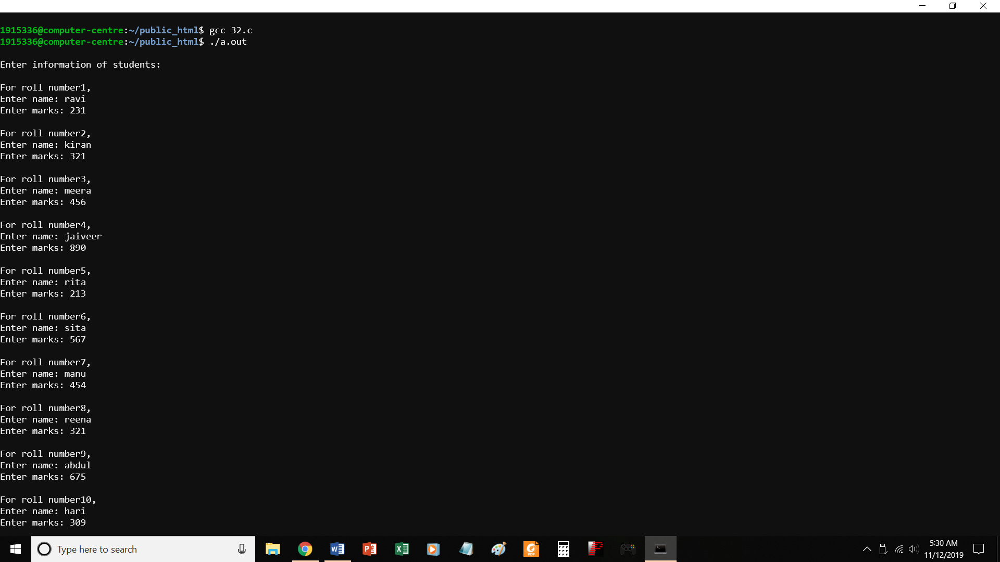 1915336@computer-centre:~/public_html$ gcc 32.c
1915336@computer-centre:~/public_html$ ./a.out
Enter information of students:
For roll number1,
Enter name: ravi
Enter marks: 231
For roll number2,
Enter name: kiran
Enter marks: 321
For roll number3,
Enter name: meera
Enter marks: 456
For roll number4,
Enter name: jaiveer
Enter marks: 890
For roll number5,
Enter name: rita
Enter marks: 213
For roll number6,
Enter name: sita
Enter marks: 567
For roll number7,
Enter name: manu
Enter marks: 454
For roll number8,
Enter name: reena
Enter marks: 321
For roll number9,
Enter name: abdul
Enter marks: 675
For roll number10,
Enter name: hari
Enter marks: 309
Type here to search
5:30 AM
11/12/2019